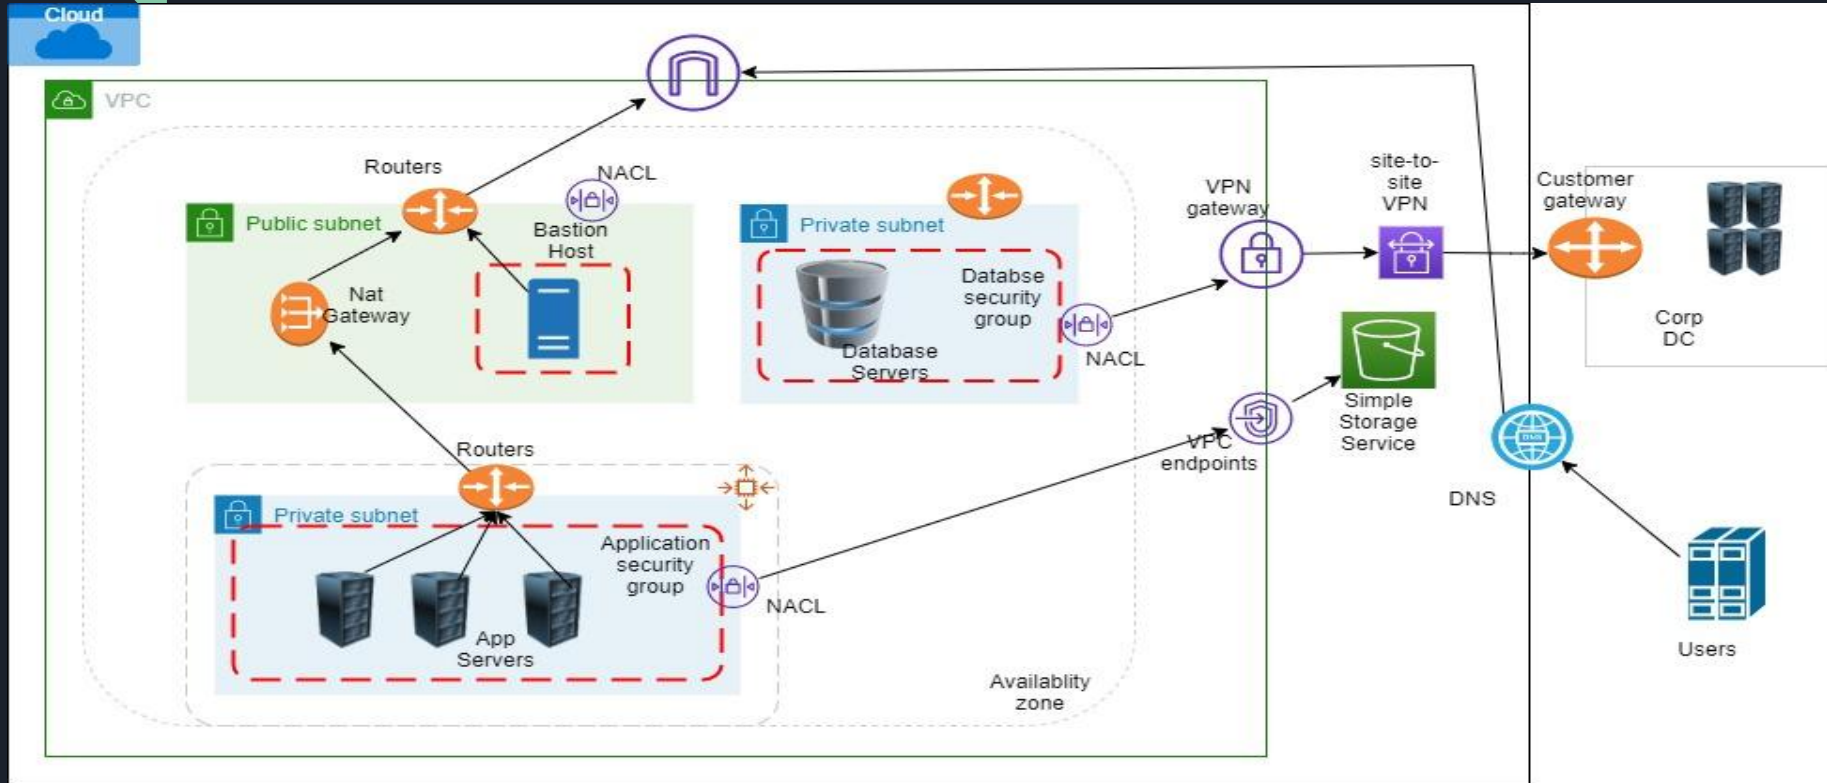 Cloud
VPC
Routers
NACL
Public subnet
Bastion
Host
Nat
Gateway
Private subnet
Databse
security
group
Database
Servers
NACL
VPN
gateway
site-to-
site
VPN
Customer
gateway
Corp
DC
Simple
Storage
Service
VPC
endpoints
DNS
DNS
Users
Routers
Private subnet
Application
security
group
App
Servers
NACL
Availablity
zone